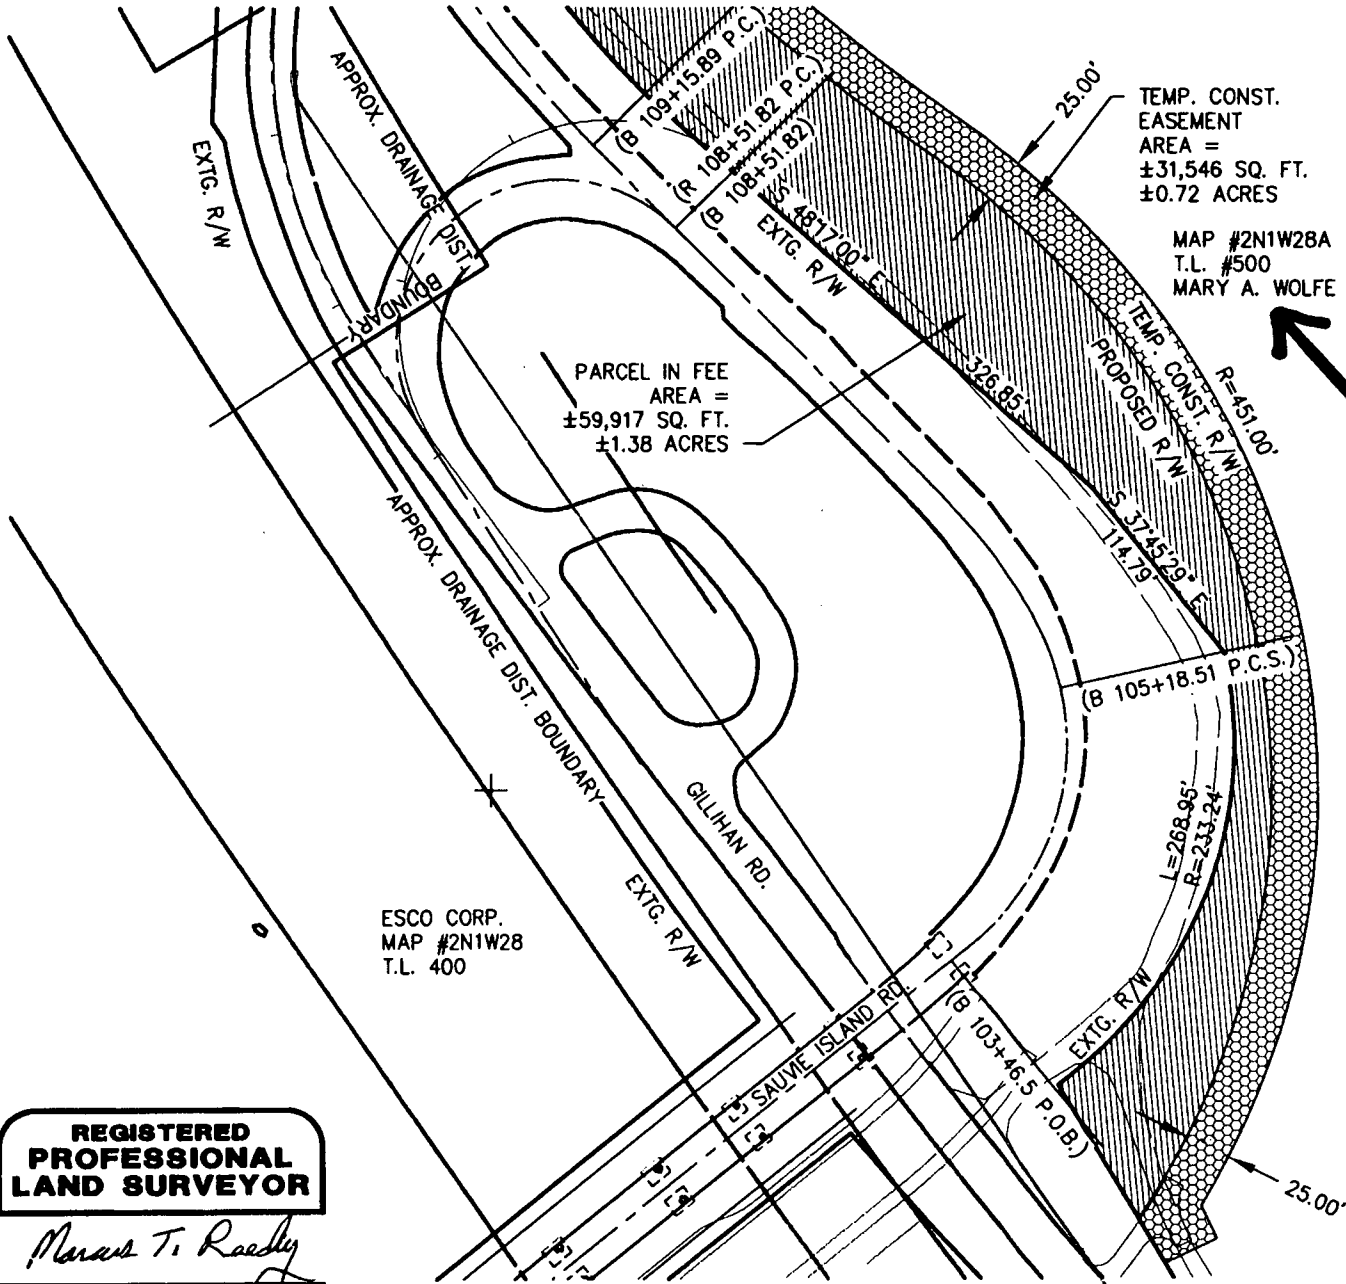 APPROX. DRAINAGE DIST.
BOUNDARY
EXTG. R/W
(B 109+15.89 P.C.)
(R 108+51.82 P.C.)
(B 108+51.82)
25.00'
TEMP. CONST.
EASEMENT
AREA =
±31,546 SQ. FT.
±0.72 ACRES
MAP #2N1W28A
T.L. #500
MARY A. WOLFE
S 48°17'00" E
326.85'
EXTG. R/W
TEMP. CONST. R/W
PROPOSED R/W
R=451.00'
PARCEL IN FEE
AREA =
±59,917 SQ. FT.
±1.38 ACRES
S 37°45'29" E
114.79'
APPROX. DRAINAGE DIST. BOUNDARY
(B 105+18.51 P.C.S.)
GILLIHAN RD.
L=268.95'
R=233.24'
EXTG. R/W
ESCO CORP.
MAP #2N1W28
T.L. 400
SAUVIE ISLAND RD.
(B 103+46.5 P.O.B.)
EXTG. R/W
25.00'
REGISTERED
PROFESSIONAL
LAND SURVEYOR
Marcus T. Reedy